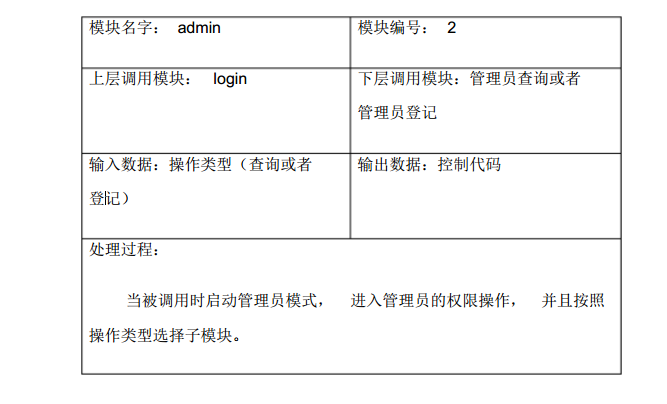 模块名字： admin
模块编号： 2
上层调用模块： login
下层调用模块：管理员查询或者
管理员登记
输入数据：操作类型（查询或者
登记）
输出数据：控制代码
处理过程：
当被调用时启动管理员模式， 进入管理员的权限操作， 并且按照
操作类型选择子模块。